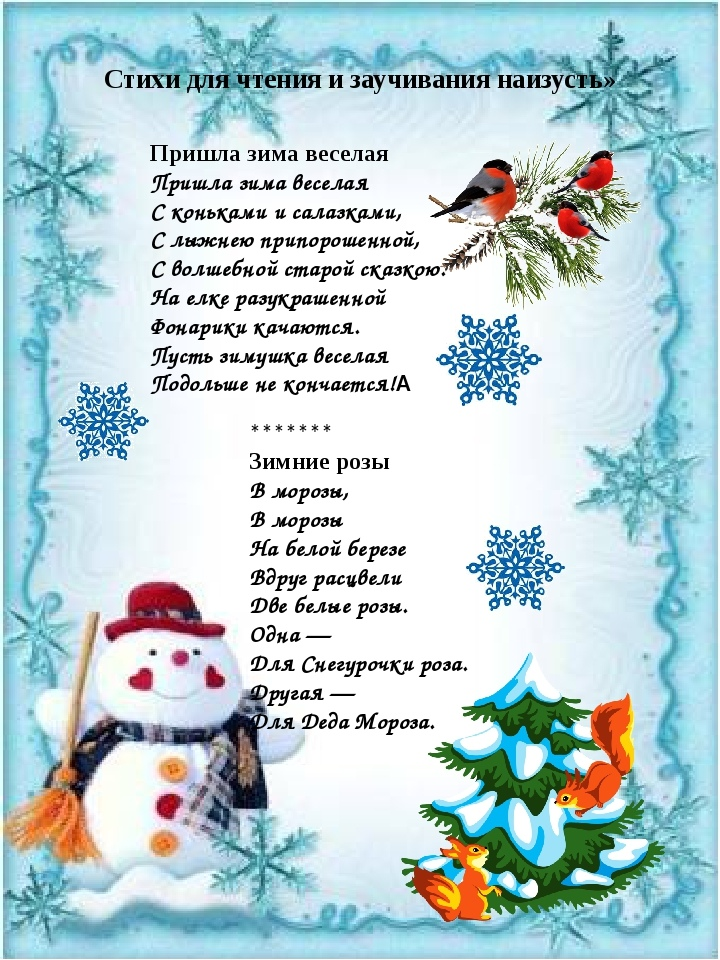 Стихи для чтения и заучивания наизусть»
Пришла зима веселая
Пришла зима веселая
С коньками и салазками,
С лыжнею припорошенной,
С волшебной старой сказкою.
На елке разукрашенной
Фонарики качаются.
Пусть зимушка веселая
Подольше не кончается!А
*******
Зимние розы
В морозы,
В морозы
На белой березе
Вдруг расцвели
Две белые розы.
Одна —
Для Снегурочки роза.
Другая —
Для Деда Мороза.